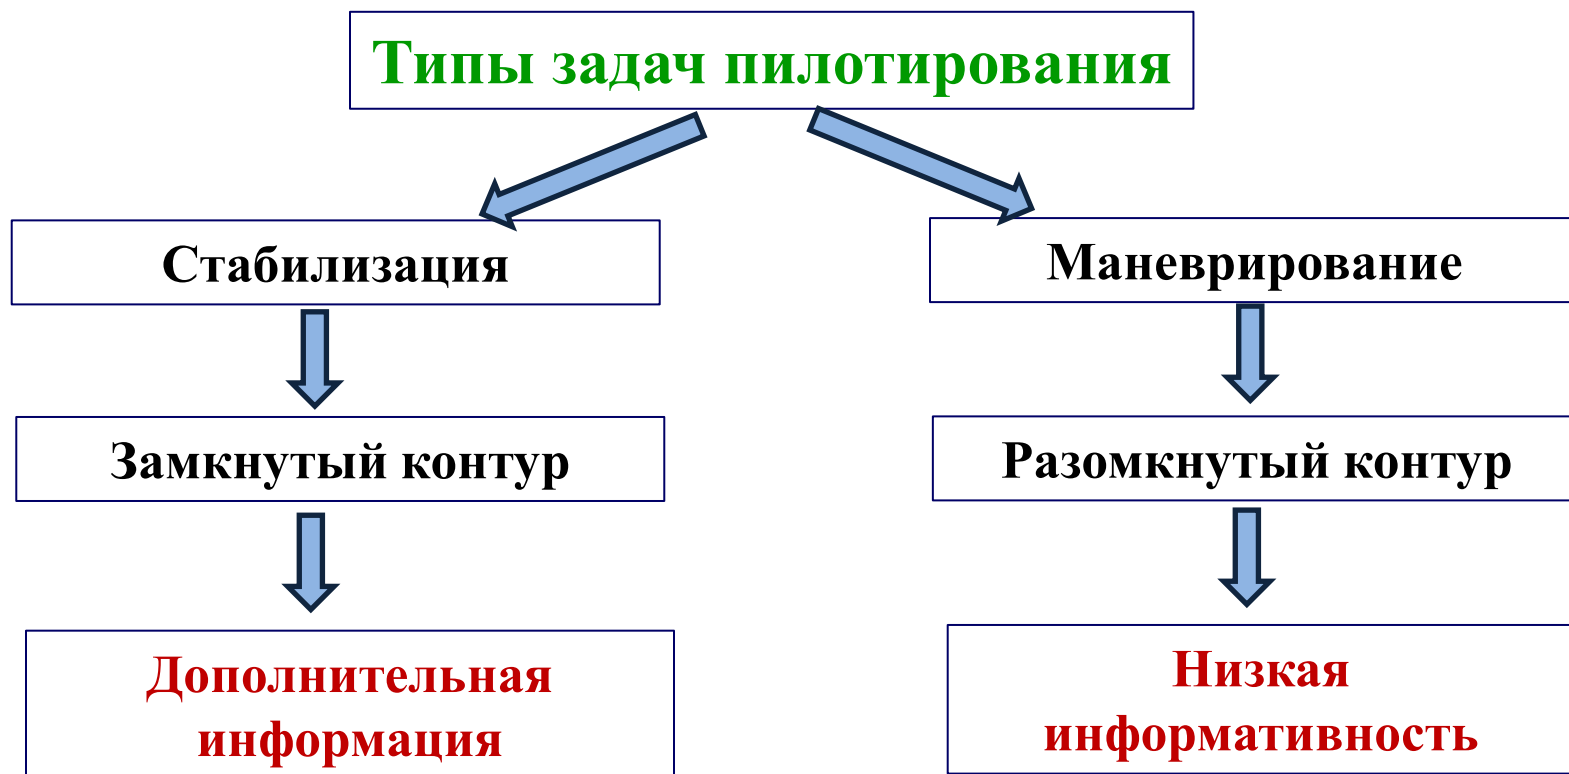 Типы задач пилотирования
Стабилизация
Маневрирование
Замкнутый контур
Разомкнутый контур
Дополнительная
информация
Низкая
информативность